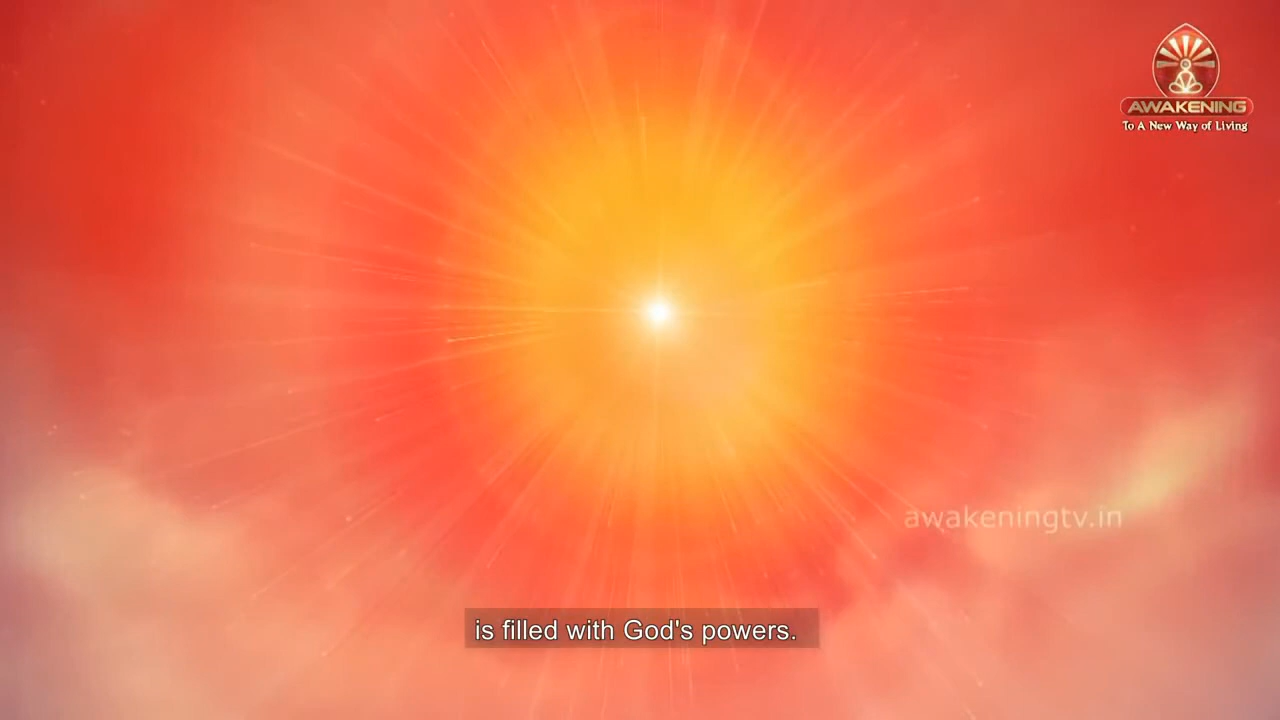 AWAKENING
To A New Way of Living
awakeningtv.in
is filled with God's powers.